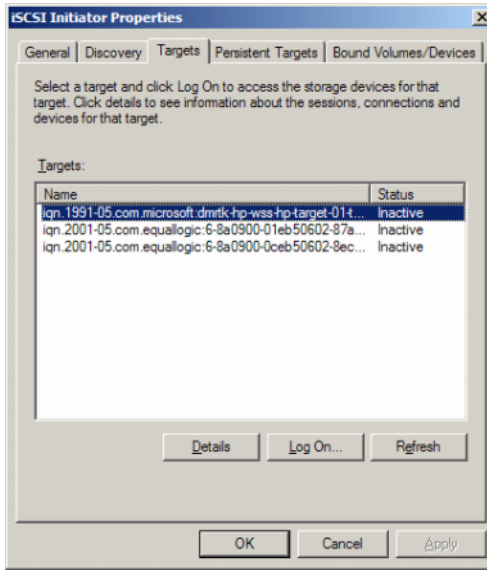 iSCSI Initiator Properties
General Discovery Targets Persistent Targets Bound Volumes/Devices
Select a target and click Log On to access the storage devices for that
target. Click details to see information about the sessions, connections and
devices for that target.
Targets:
Name Status
iqn.1991-05.com.microsoft:dmrtk-hp-wss-hp-target-01-t... Inactive
iqn.2001-05.com.equallogic:6-8a0900-01eb50602-87a... Inactive
iqn.2001-05.com.equallogic:6-8a0900-0ceb50602-8ec... Inactive
Details Log On... Refresh
OK Cancel Apply